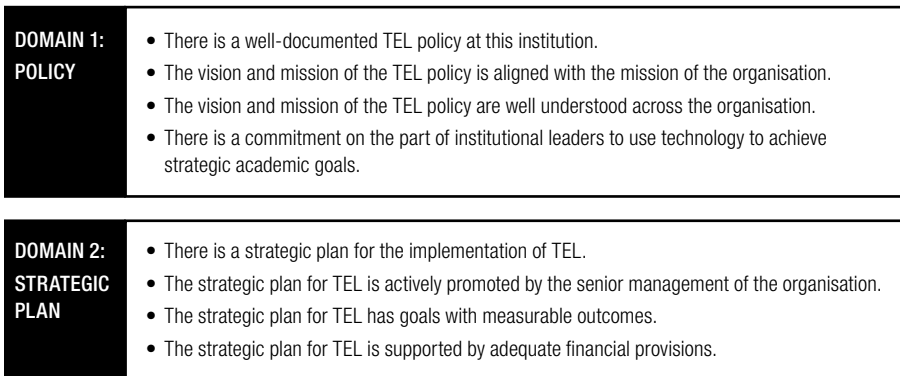 DOMAIN 1:
POLICY
• There is a well-documented TEL policy at this institution.
• The vision and mission of the TEL policy is aligned with the mission of the organisation.
• The vision and mission of the TEL policy are well understood across the organisation.
• There is a commitment on the part of institutional leaders to use technology to achieve
strategic academic goals.
DOMAIN 2:
STRATEGIC
PLAN
• There is a strategic plan for the implementation of TEL.
• The strategic plan for TEL is actively promoted by the senior management of the organisation.
• The strategic plan for TEL has goals with measurable outcomes.
• The strategic plan for TEL is supported by adequate financial provisions.